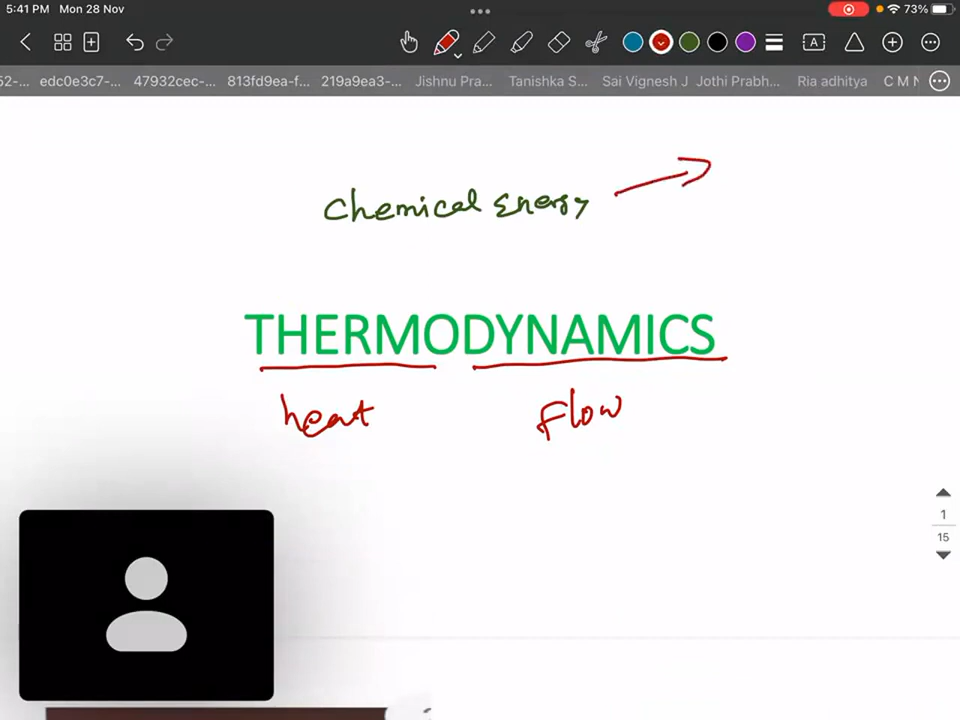 5:41 PM Mon 28 Nov
73%
52-... edc0e3c7-... 47932cec-... 813fd9ea-f... 219a9ea3-... Jishnu Pra... Tanishka S... Sai Vignesh J Jothi Prabh... Ria adhitya C M N
chemical Energy
THERMODYNAMICS
heat flow
1
15